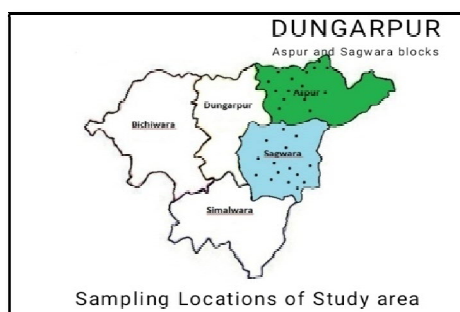 DUNGARPUR
Aspur and Sagwara blocks
Aspur
Dungarpur
Bichiwara
Sagwara
Simalwara
Sampling Locations of Study area